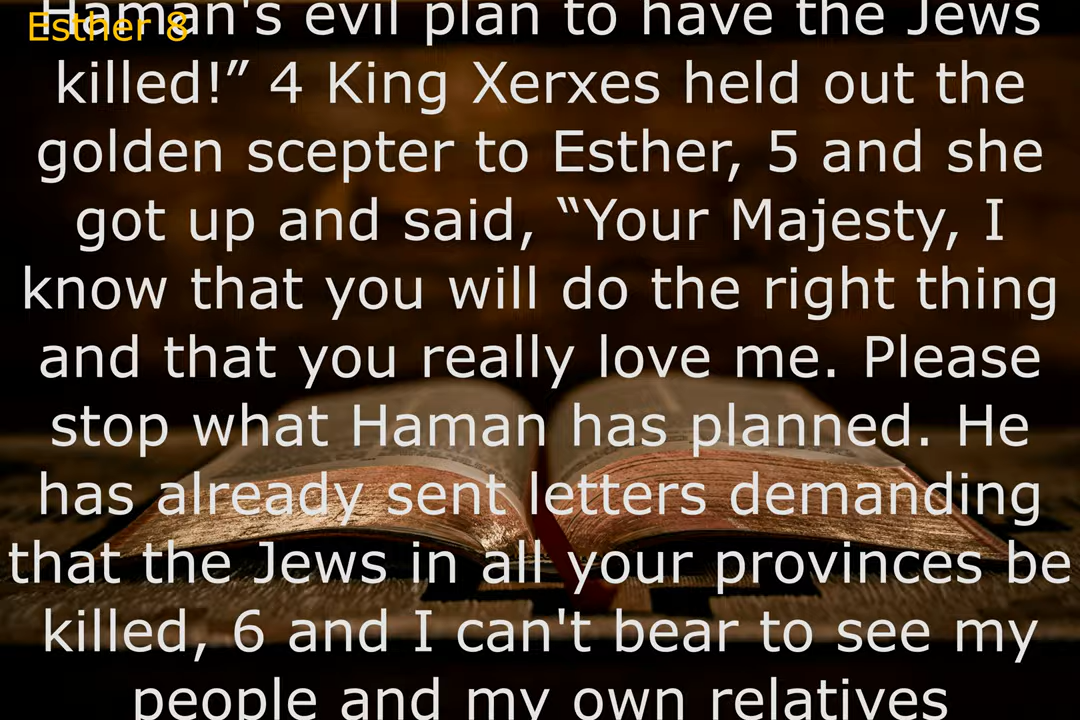 Esther 8
Haman's evil plan to have the Jews
killed!” 4 King Xerxes held out the
golden scepter to Esther, 5 and she
got up and said, “Your Majesty, I
know that you will do the right thing
and that you really love me. Please
stop what Haman has planned. He
has already sent letters demanding
that the Jews in all your provinces be
killed, 6 and I can't bear to see my
people and my own relatives